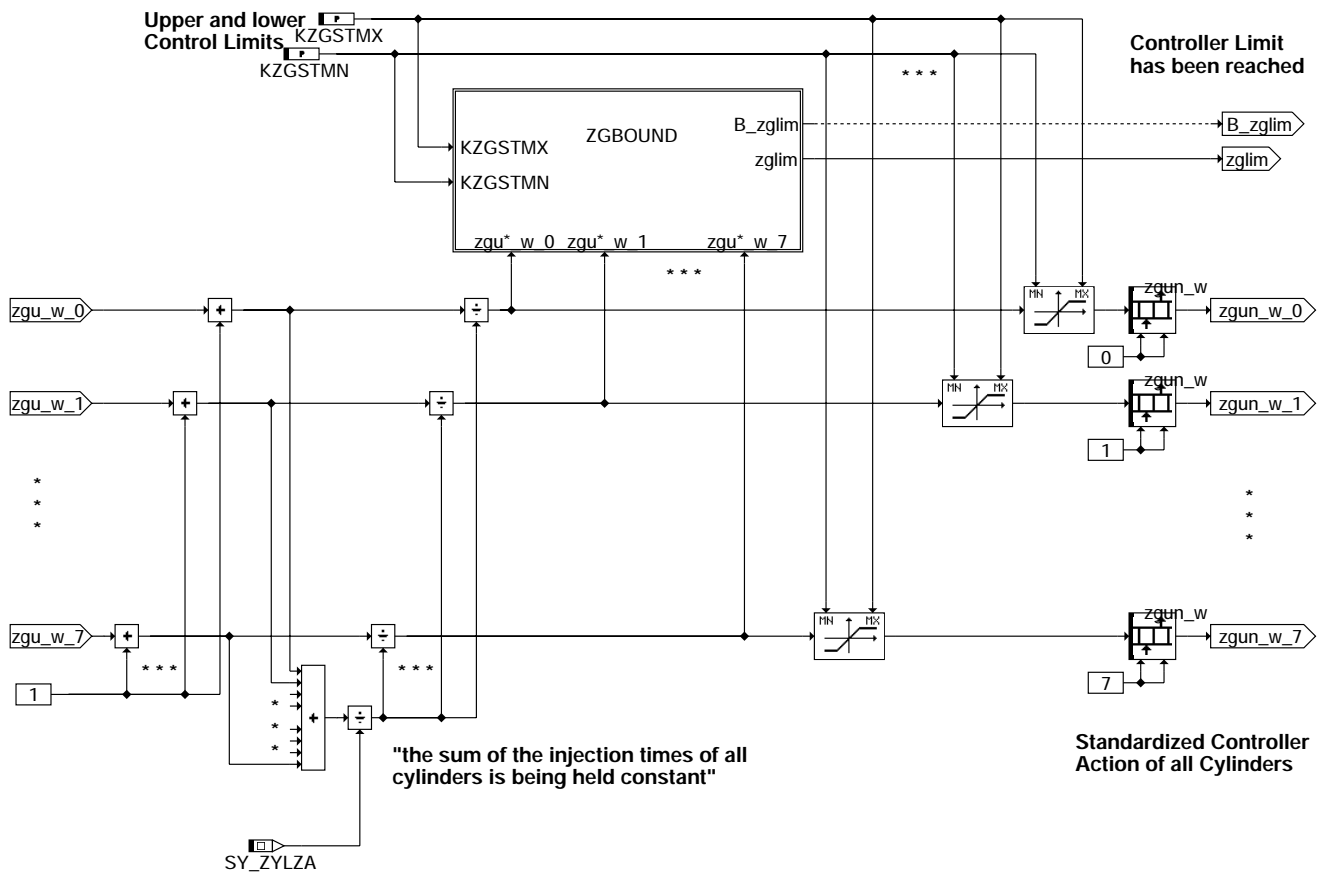 Upper and lower
Control Limits
P
KZGSTMX
P
KZGSTMN
* * *
Controller Limit
has been reached
ZGBOUND
B_zglim
B_zglim
KZGSTMX
zglim
zglim
KZGSTMN
zgu*_w_0 zgu*_w_1 zgu*_w_7
* * *
zgu_w_0
+
÷
MN MX
zgun_w
zgun_w_0
0
zgu_w_1
+
÷
MN MX
zgun_w
zgun_w_1
1
*
*
*
*
*
*
zgu_w_7
+
÷
MN MX
zgun_w
zgun_w_7
* * *
* * *
1
7
*
*
*
+
÷
"the sum of the injection times of all
cylinders is being held constant"
Standardized Controller
Action of all Cylinders
SY_ZYLZA